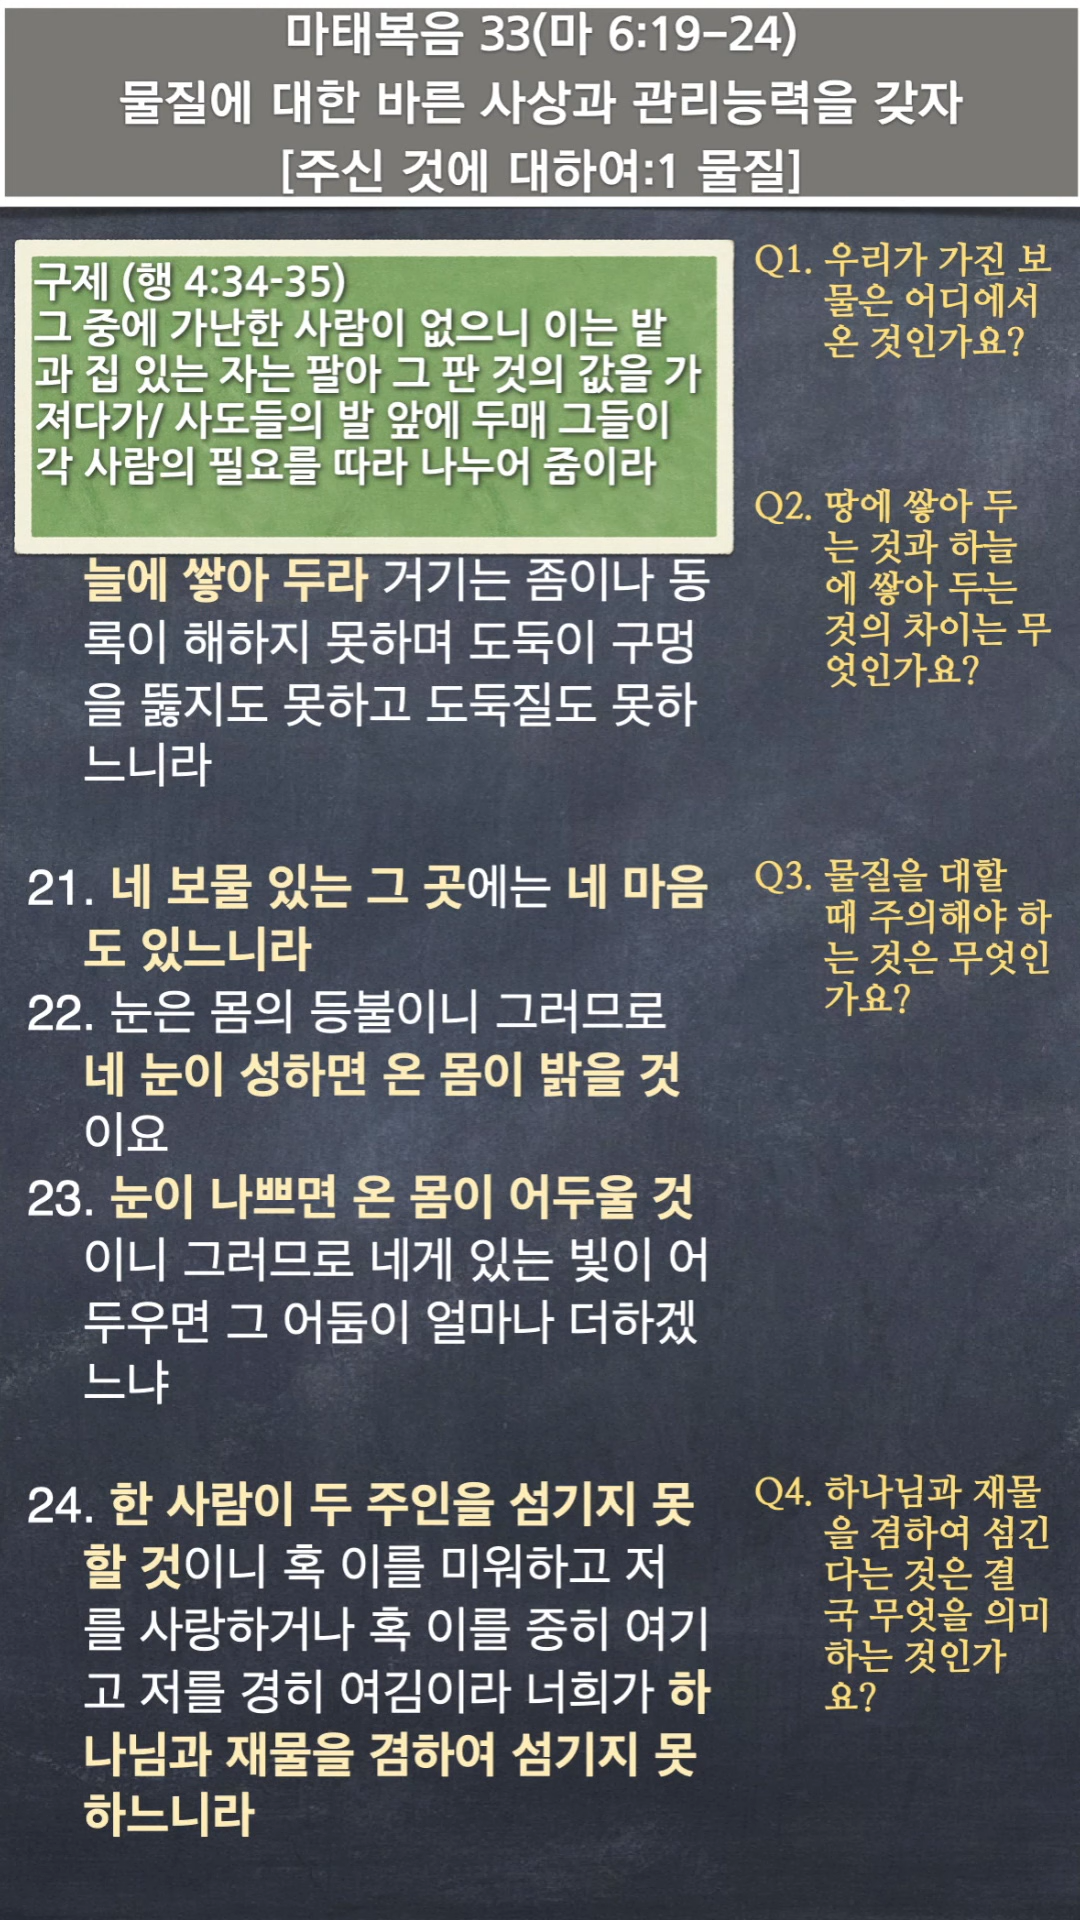 마태복음 33(마 6:19-24)
물질에 대한 바른 사상과 관리능력을 갖자
[주신 것에 대하여:1 물질]
구제 (행 4:34-35)
그 중에 가난한 사람이 없으니 이는 밭
과 집 있는 자는 팔아 그 판 것의 값을 가
져다가/ 사도들의 발 앞에 두매 그들이
각 사람의 필요를 따라 나누어 줌이라
늘에 쌓아 두라 거기는 좀이나 동
록이 해하지 못하며 도둑이 구멍
을 뚫지도 못하고 도둑질도 못하
느니라
21. 네 보물 있는 그 곳에는 네 마음
도 있느니라
22. 눈은 몸의 등불이니 그러므로
네 눈이 성하면 온 몸이 밝을 것
이요
23. 눈이 나쁘면 온 몸이 어두울 것
이니 그러므로 네게 있는 빛이 어
두우면 그 어둠이 얼마나 더하겠
느냐
24. 한 사람이 두 주인을 섬기지 못
할 것이니 혹 이를 미워하고 저
를 사랑하거나 혹 이를 중히 여기
고 저를 경히 여김이라 너희가 하
나님과 재물을 겸하여 섬기지 못
하느니라
Q1. 우리가 가진 보
물은 어디에서
온 것인가요?
Q2. 땅에 쌓아 두
는 것과 하늘
에 쌓아 두는
것의 차이는 무
엇인가요?
Q3. 물질을 대할
때 주의해야 하
는 것은 무엇인
가요?
Q4. 하나님과 재물
을 겸하여 섬긴
다는 것은 결
국 무엇을 의미
하는 것인가
요?